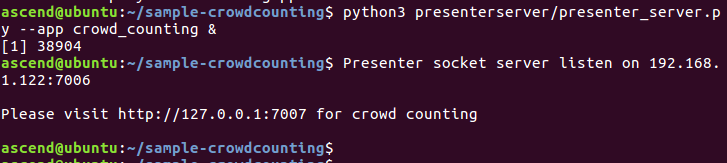 ascend@ubuntu:~/sample-crowdcounting$ python3 presenterserver/presenter_server.p
y --app crowd_counting &
[1] 38904
ascend@ubuntu:~/sample-crowdcounting$ Presenter socket server listen on 192.168.
1.122:7006
Please visit http://127.0.0.1:7007 for crowd counting
ascend@ubuntu:~/sample-crowdcounting$
ascend@ubuntu:~/sample-crowdcounting$